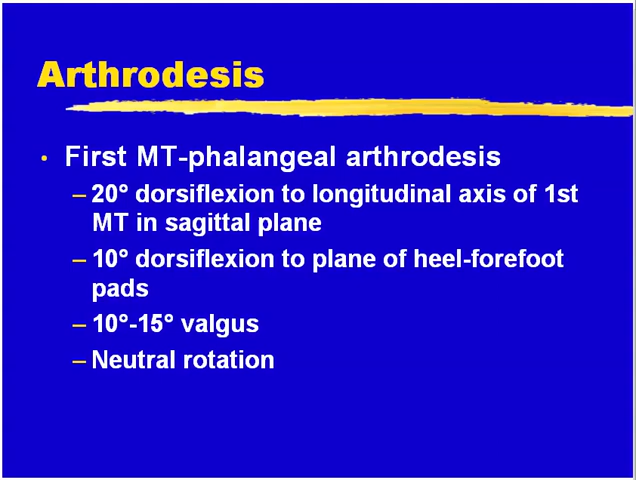 Arthrodesis
• First MT-phalangeal arthrodesis
– 20° dorsiflexion to longitudinal axis of 1st
MT in sagittal plane
– 10° dorsiflexion to plane of heel-forefoot
pads
– 10°-15° valgus
– Neutral rotation